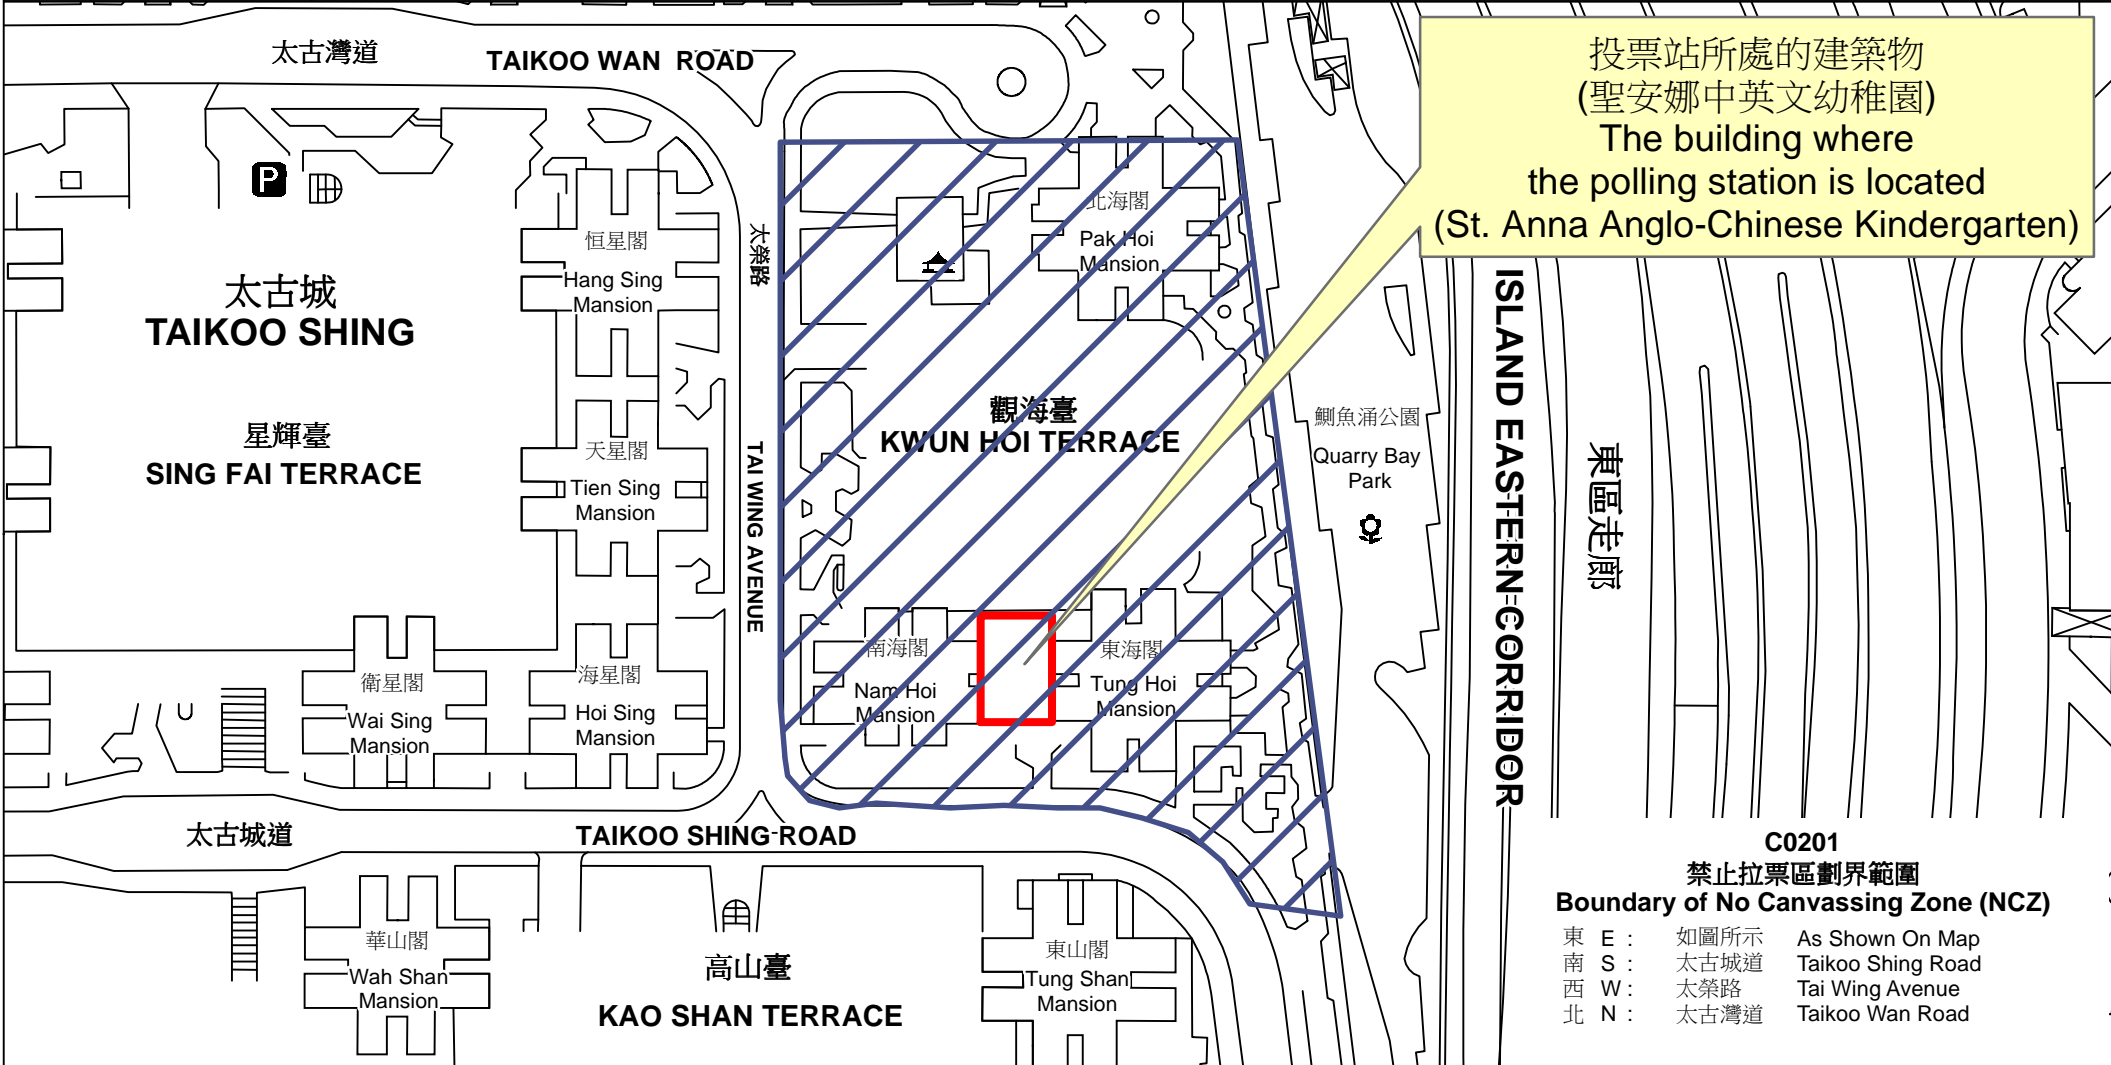 太古灣道
TAIKOO WAN ROAD
投票站所處的建築物
(聖安娜中英文幼稚園)
The building where
the polling station is located
(St. Anna Anglo-Chinese Kindergarten)
P
恒星閣
Hang Sing
Mansion
太榮路
北海閣
Pak Hoi
Mansion
太古城
TAIKOO SHING
星輝臺
SING FAI TERRACE
天星閣
Tien Sing
Mansion
TAI WING AVENUE
觀海臺
KWUN HOI TERRACE
鰂魚涌公園
Quarry Bay
Park
ISLAND EASTERN CORRIDOR
東區走廊
衛星閣
Wai Sing
Mansion
海星閣
Hoi Sing
Mansion
南海閣
Nam Hoi
Mansion
東海閣
Tung Hoi
Mansion
太古城道
TAIKOO SHING ROAD
華山閣
Wah Shan
Mansion
高山臺
KAO SHAN TERRACE
東山閣
Tung Shan
Mansion
C0201
禁止拉票區劃界範圍
Boundary of No Canvassing Zone (NCZ)
東 E : 如圖所示 As Shown On Map
南 S : 太古城道 Taikoo Shing Road
西 W : 太榮路 Tai Wing Avenue
北 N : 太古灣道 Taikoo Wan Road